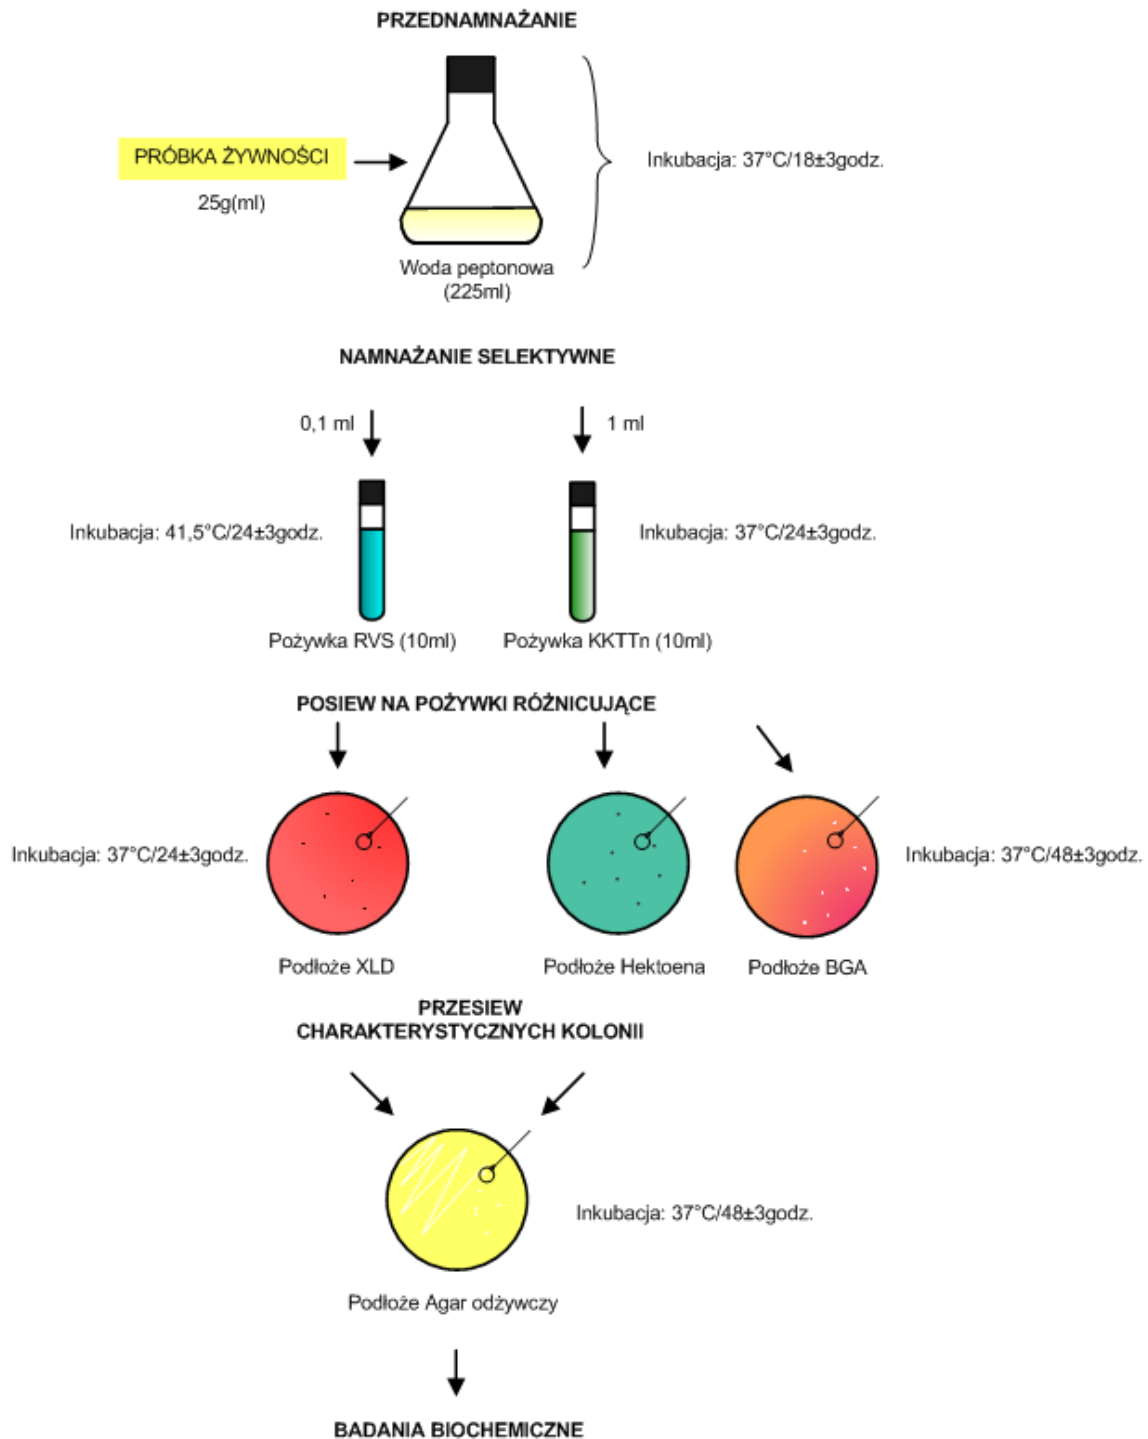 PRZEDNAMNAŻANIE
PRÓBKA ŻYWNOŚCI
25g(ml)
Inkubacja: 37°C/18±3godz.
Woda peptonowa
(225ml)
NAMNAŻANIE SELEKTYWNE
0,1 ml
1 ml
Inkubacja: 41,5°C/24±3godz.
Inkubacja: 37°C/24±3godz.
Pożywka RVS (10ml)
Pożywka KKTTn (10ml)
POSIEW NA POŻYWKI RÓŻNICUJĄCE
Inkubacja: 37°C/24±3godz.
Inkubacja: 37°C/48±3godz.
Podłoże XLD
Podłoże Hektoena
Podłoże BGA
PRZESIEW
CHARAKTERYSTYCZNYCH KOLONII
Inkubacja: 37°C/48±3godz.
Podłoże Agar odżywczy
BADANIA BIOCHEMICZNE